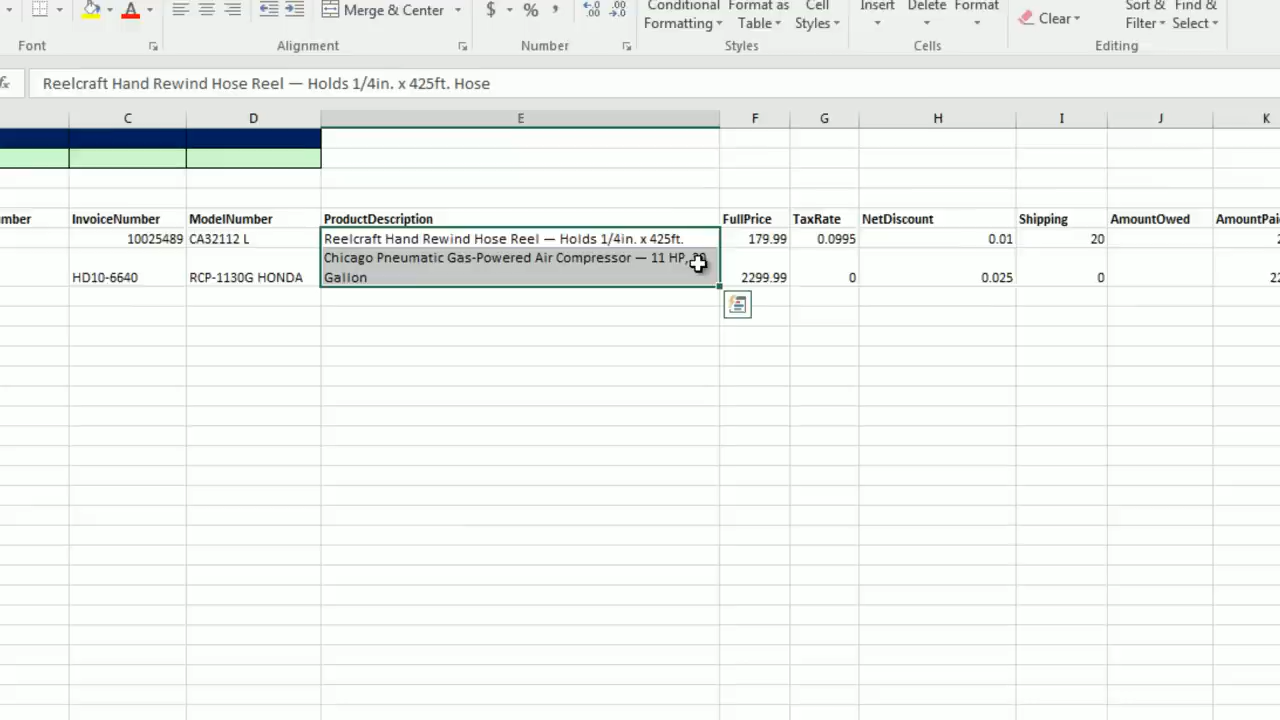 Merge & Center
$ % ,
Conditional Formatting
Format as Table
Cell Styles
Insert
Delete
Format
Clear
Sort & Filter
Find & Select
Font
Alignment
Number
Styles
Cells
Editing
fx Reelcraft Hand Rewind Hose Reel — Holds 1/4in. x 425ft. Hose
C D E F G H I J K
InvoiceNumber ModelNumber ProductDescription FullPrice TaxRate NetDiscount Shipping AmountOwed
10025489 CA32112 L Reelcraft Hand Rewind Hose Reel — Holds 1/4in. x 425ft. 179.99 0.0995 0.01 20
Chicago Pneumatic Gas-Powered Air Compressor — 11 HP,
HD10-6640 RCP-1130G HONDA Gallon 2299.99 0 0.025 0